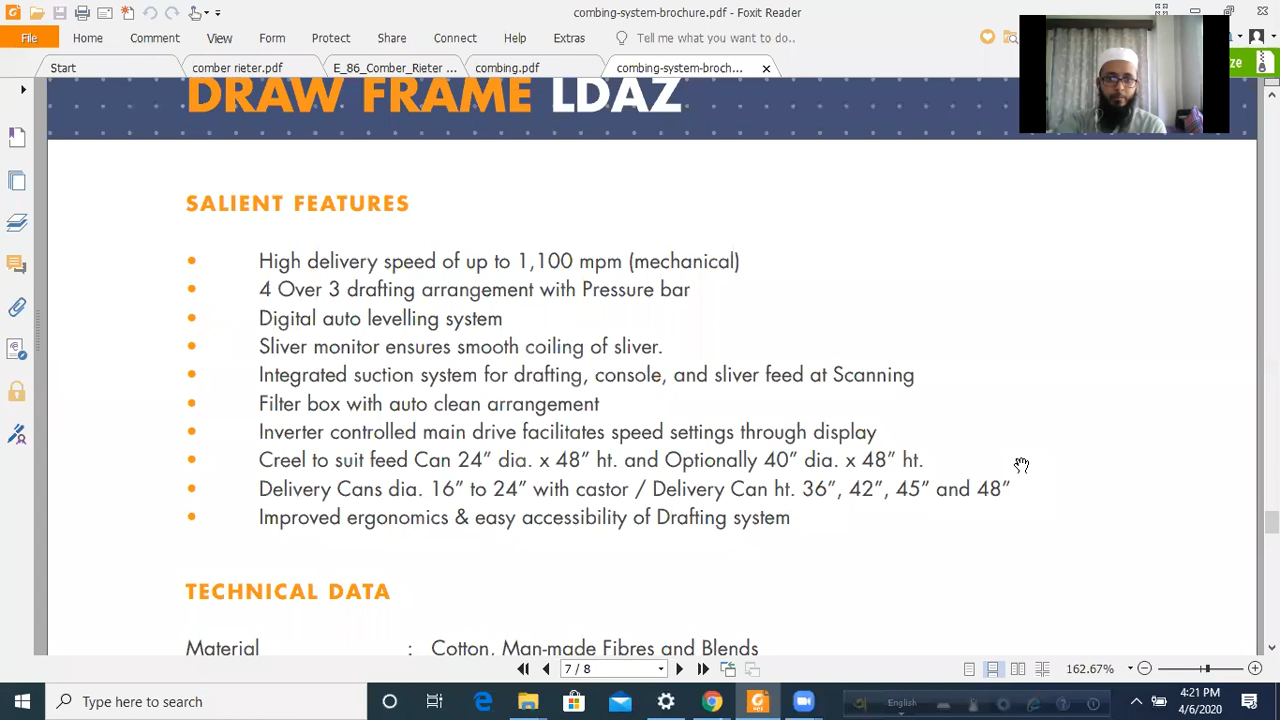 combing-system-brochure.pdf - Foxit Reader
File Home Comment View Form Protect Share Connect Help Extras Tell me what you want to do..
Start comber rieter.pdf E_86_Comber_Rieter ... combing.pdf combing-system-broch...
DRAW FRAME LDAZ
SALIENT FEATURES
• High delivery speed of up to 1,100 mpm (mechanical)
• 4 Over 3 drafting arrangement with Pressure bar
• Digital auto levelling system
• Sliver monitor ensures smooth coiling of sliver.
• Integrated suction system for drafting, console, and sliver feed at Scanning
• Filter box with auto clean arrangement
• Inverter controlled main drive facilitates speed settings through display
• Creel to suit feed Can 24” dia. x 48” ht. and Optionally 40” dia. x 48” ht.
• Delivery Cans dia. 16” to 24” with castor / Delivery Can ht. 36”, 42”, 45” and 48”
• Improved ergonomics & easy accessibility of Drafting system
TECHNICAL DATA
Material : Cotton, Man-made Fibres and Blends
7 / 8 162.67%
Type here to search
English
4:21 PM
4/6/2020